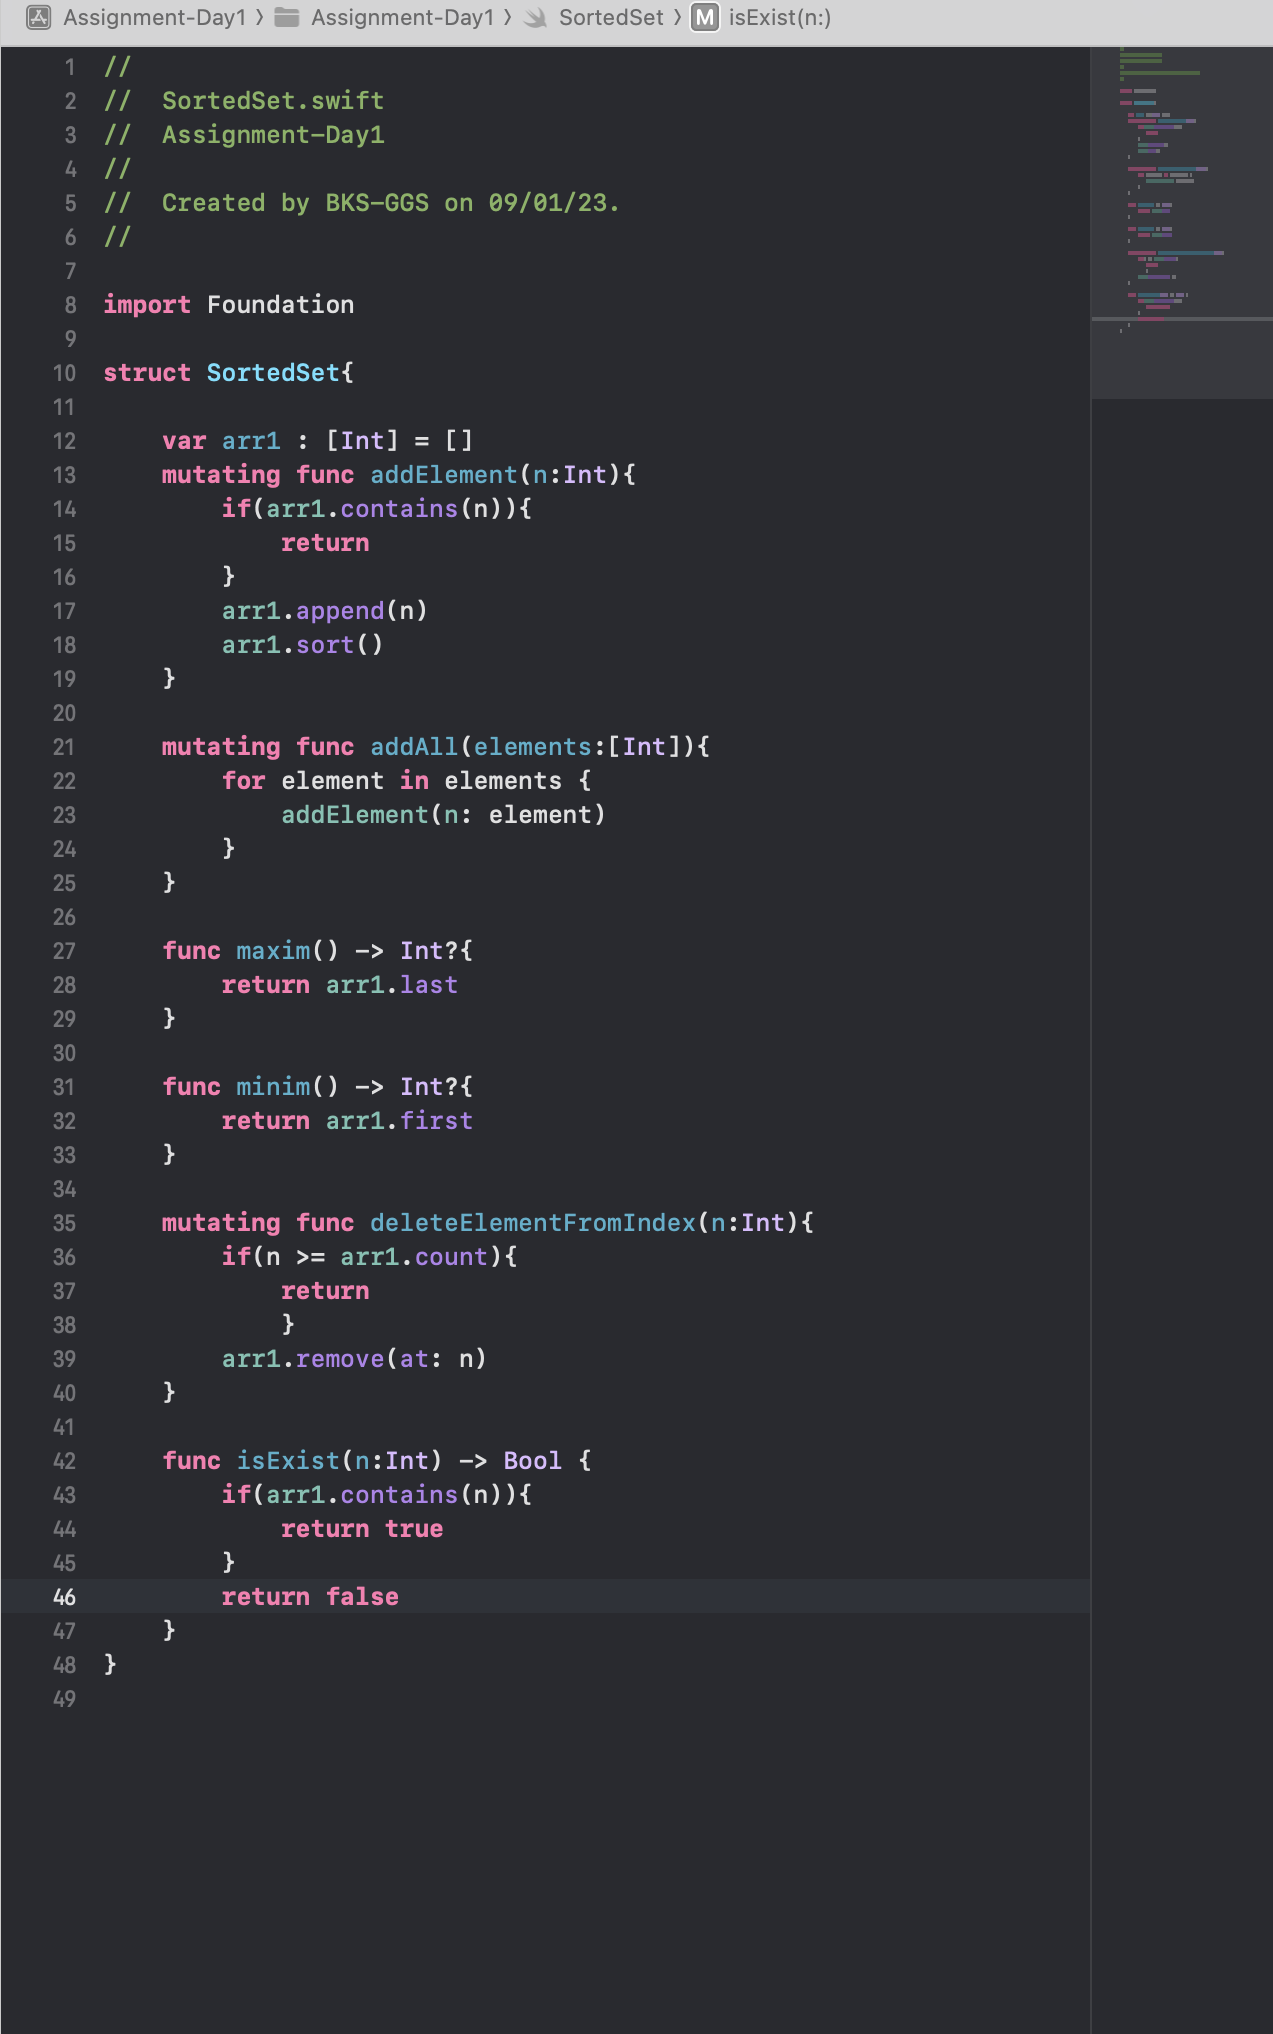 Assignment-Day1 〉 Assignment-Day1 〉 SortedSet 〉 M isExist(n:)
1 //
2 //  SortedSet.swift
3 //  Assignment-Day1
4 //
5 //  Created by BKS-GGS on 09/01/23.
6 //
7
8 import Foundation
9
10 struct SortedSet{
11
12     var arr1 : [Int] = []
13     mutating func addElement(n:Int){
14         if(arr1.contains(n)){
15             return
16         }
17         arr1.append(n)
18         arr1.sort()
19     }
20
21     mutating func addAll(elements:[Int]){
22         for element in elements {
23             addElement(n: element)
24         }
25     }
26
27     func maxim() -> Int?{
28         return arr1.last
29     }
30
31     func minim() -> Int?{
32         return arr1.first
33     }
34
35     mutating func deleteElementFromIndex(n:Int){
36         if(n >= arr1.count){
37             return
38             }
39         arr1.remove(at: n)
40     }
41
42     func isExist(n:Int) -> Bool {
43         if(arr1.contains(n)){
44             return true
45         }
46         return false
47     }
48 }
49